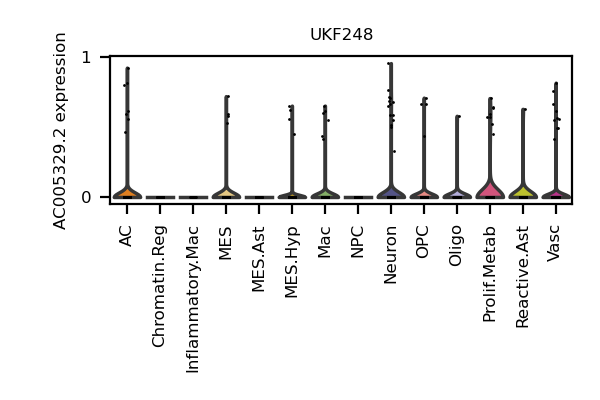 UKF248
AC005329.2 expression
1
0
AC
Chromatin.Reg
Inflammatory.Mac
MES
MES.Ast
MES.Hyp
Mac
NPC
Neuron
OPC
Oligo
Prolif.Metab
Reactive.Ast
Vasc